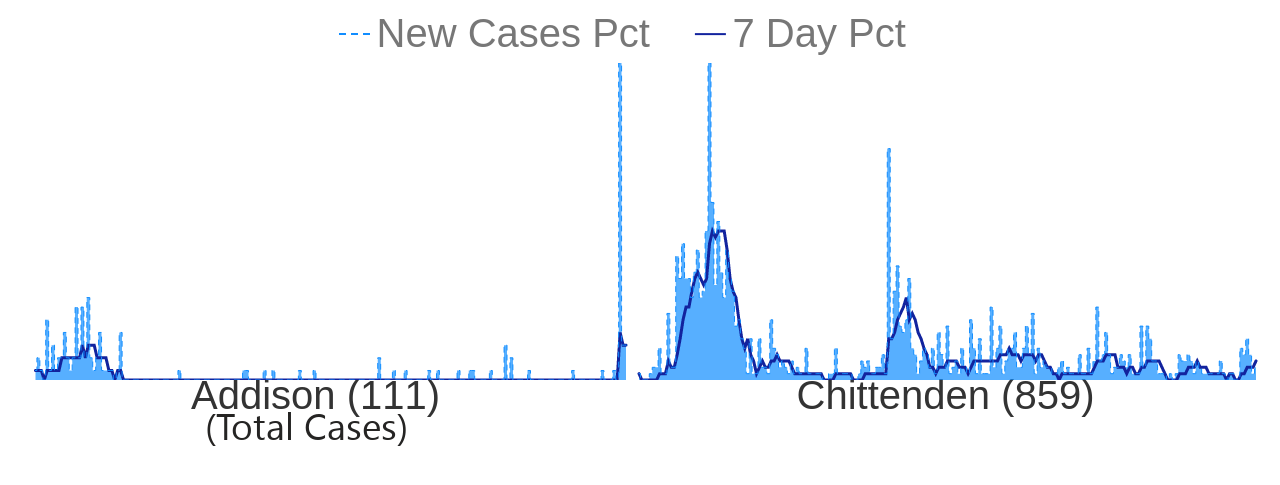 New Cases Pct 7 Day Pct
Addison (111) Chittenden (859)
(Total Cases)